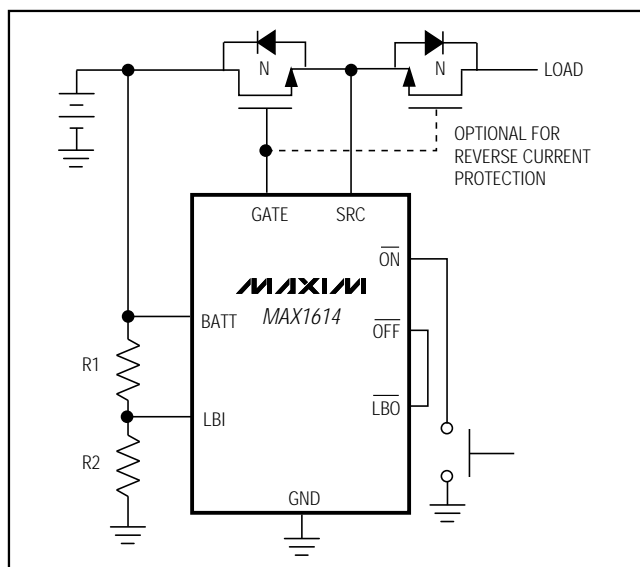 N
N
LOAD
OPTIONAL FOR
REVERSE CURRENT
PROTECTION
GATE
SRC
ON
MAXIM
MAX1614
BATT
OFF
R1
LBO
LBI
R2
GND